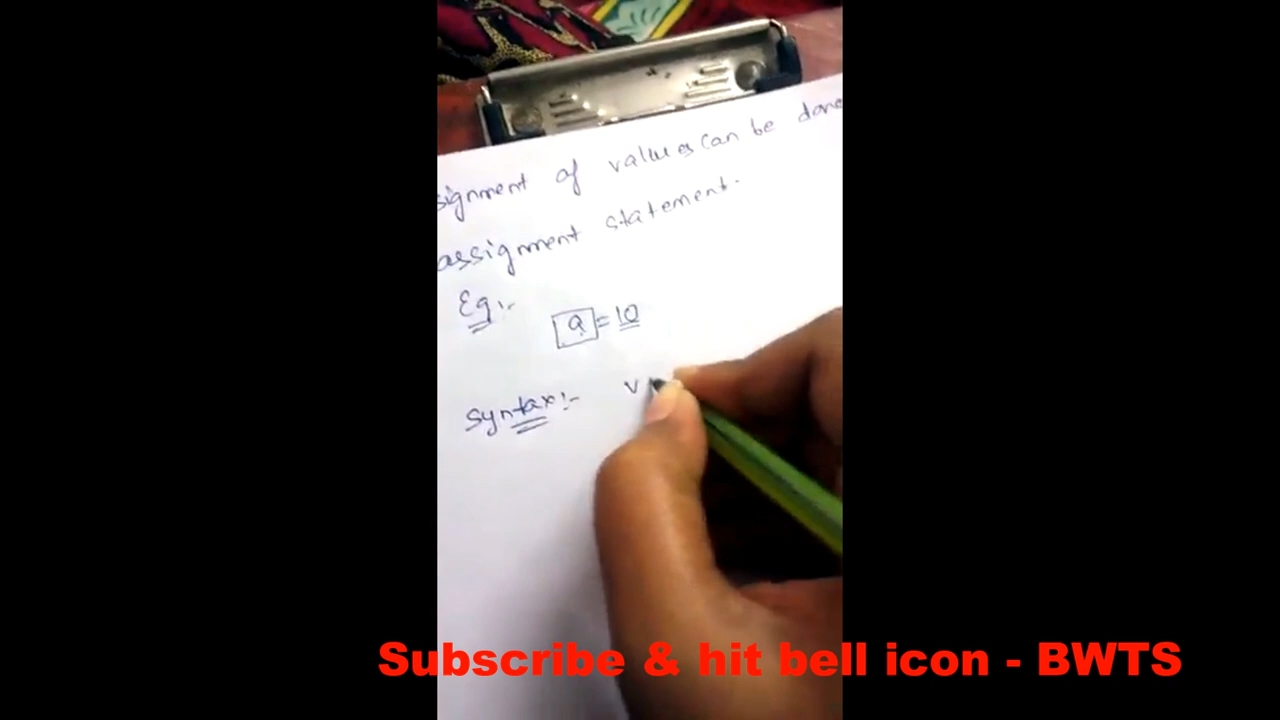 signment of values can be done
assignment statement.
Eg:-
a = 10
Syntax:- v
Subscribe & hit bell icon - BWTS